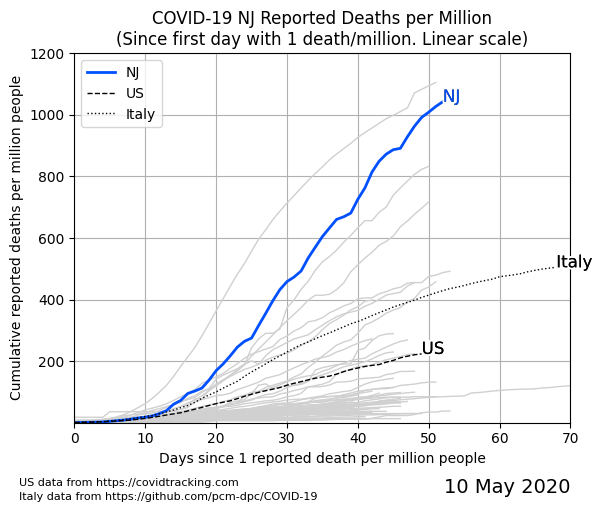 COVID-19 NJ Reported Deaths per Million
(Since first day with 1 death/million. Linear scale)
Cumulative reported deaths per million people
1200
1000
800
600
400
200
NJ
US
Italy
NJ
Italy
US
0 10 20 30 40 50 60 70
Days since 1 reported death per million people
US data from https://covidtracking.com
Italy data from https://github.com/pcm-dpc/COVID-19
10 May 2020